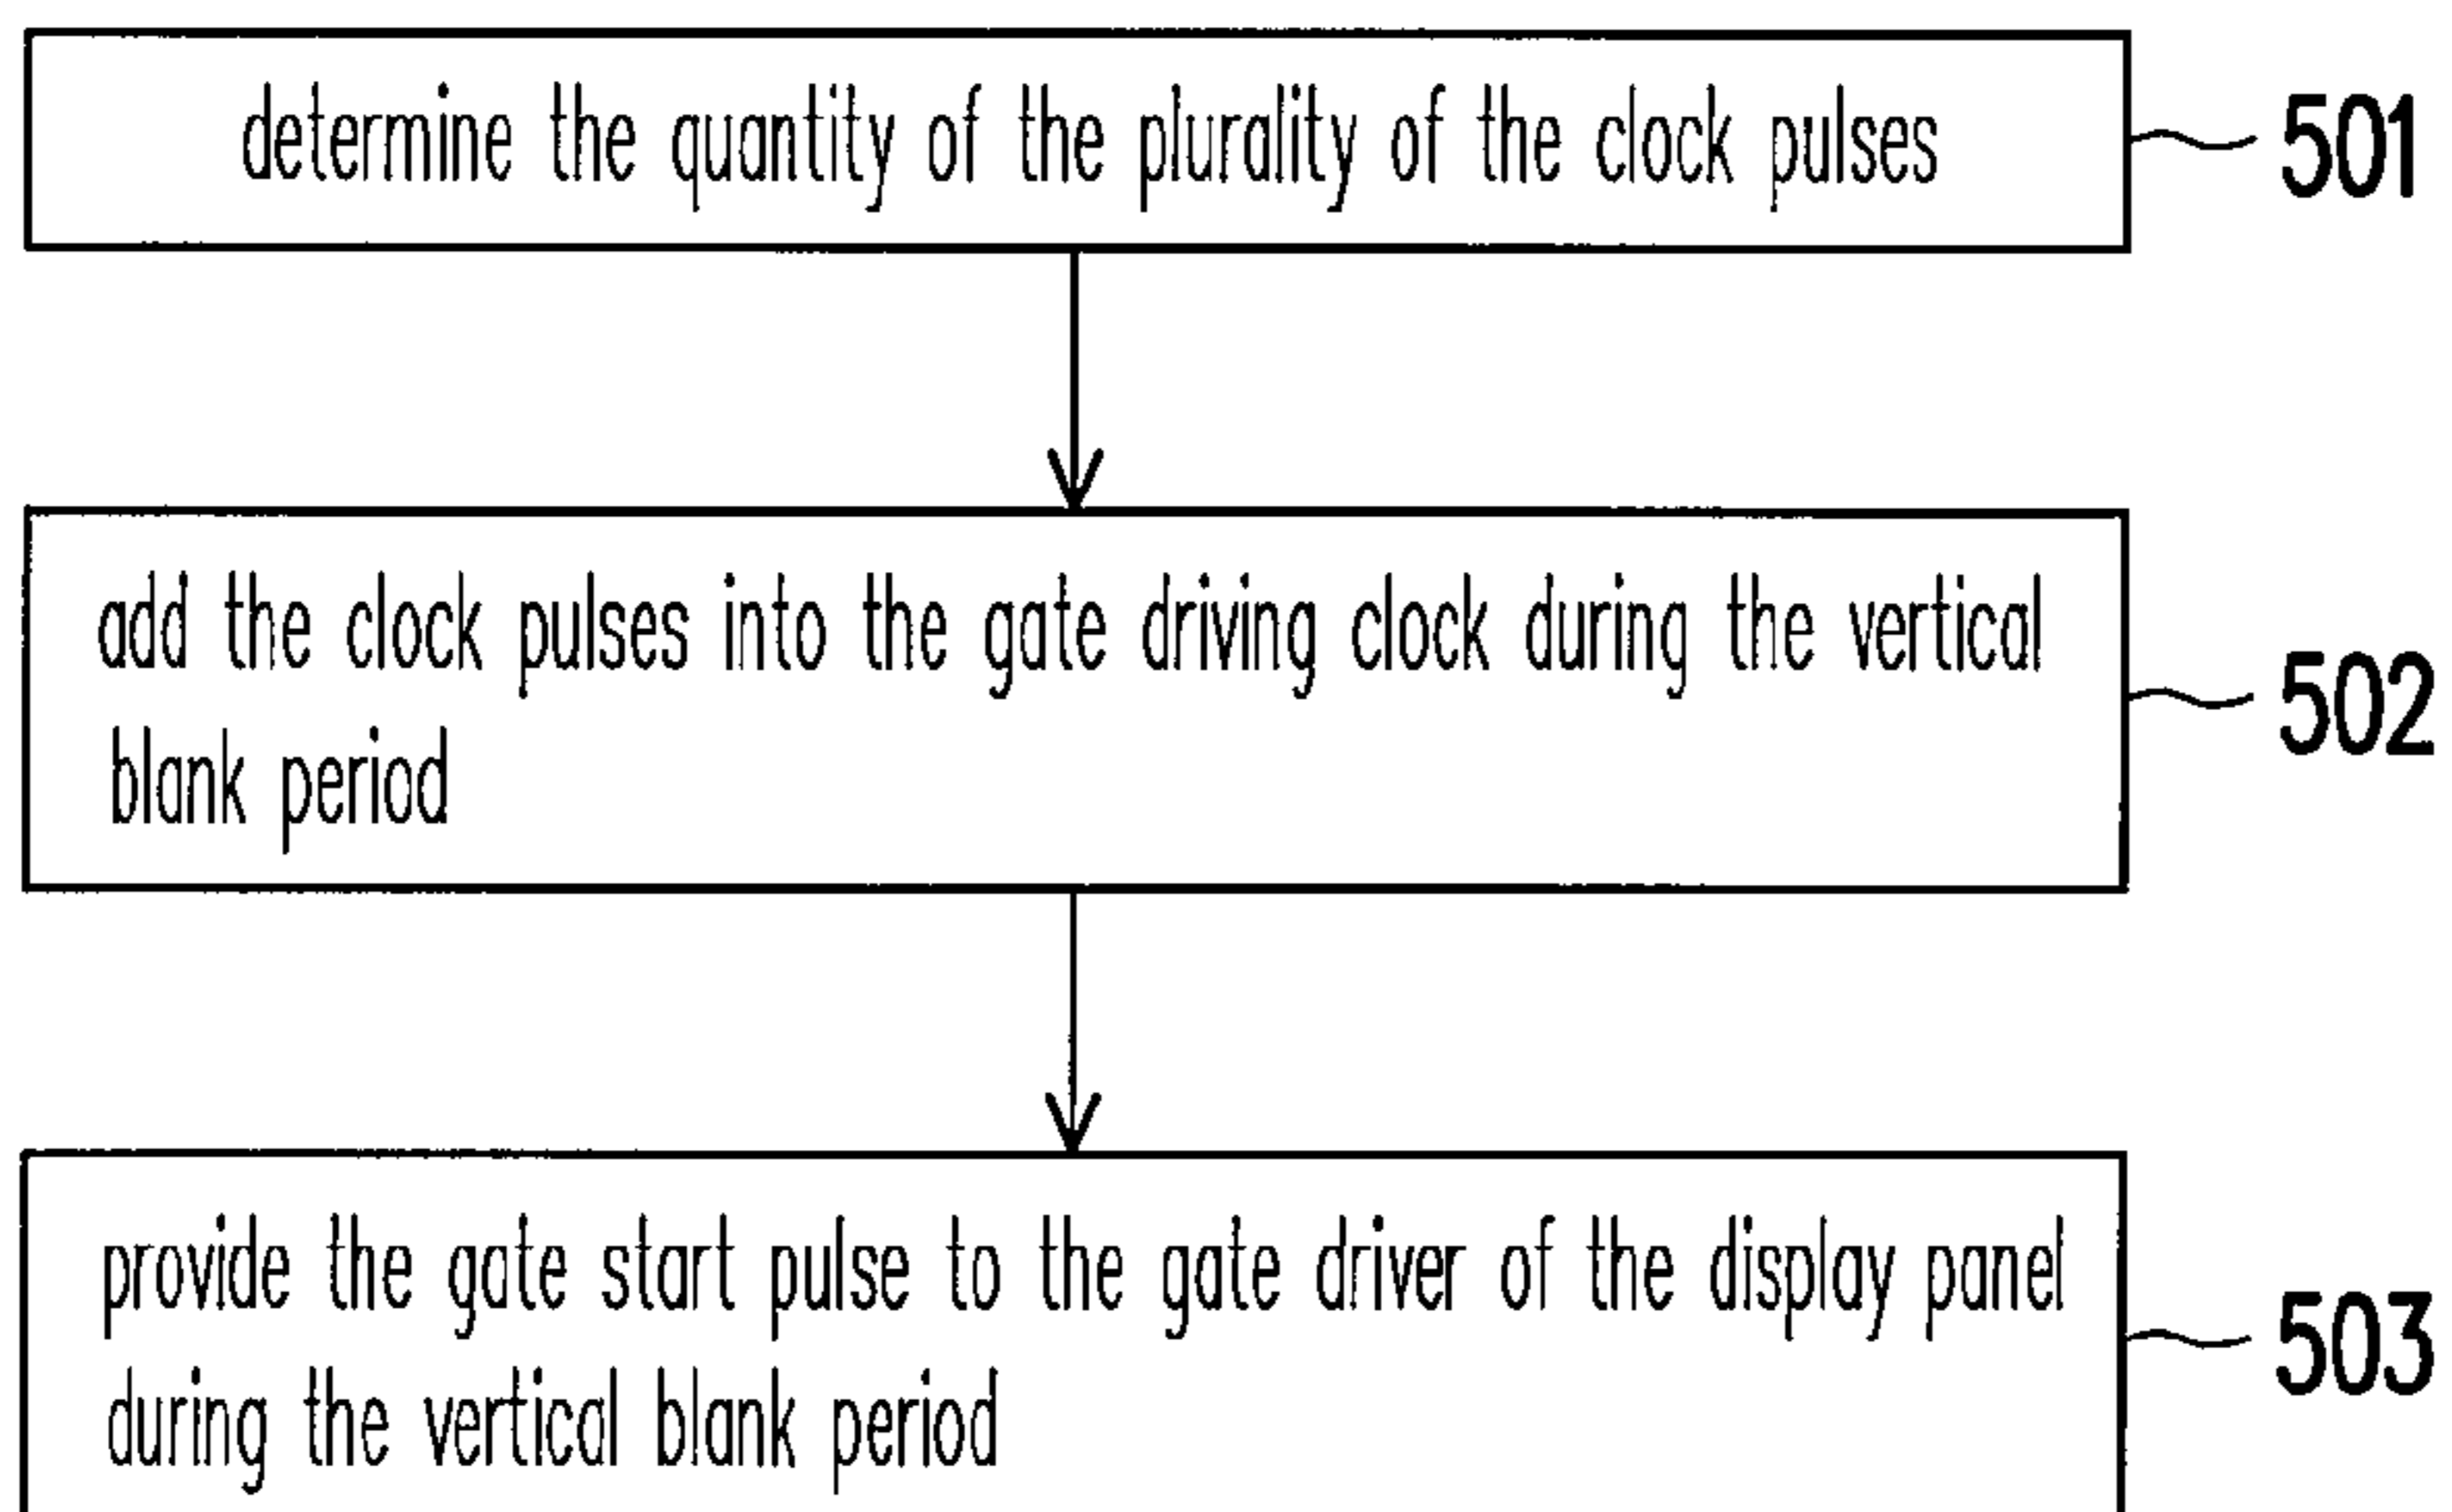 determine the quantity of the plurality of the clock pulses
501
add the clock pulses into the gate driving clock during the vertical
blank period
502
provide the gate start pulse to the gate driver of the display panel
during the vertical blank period
503